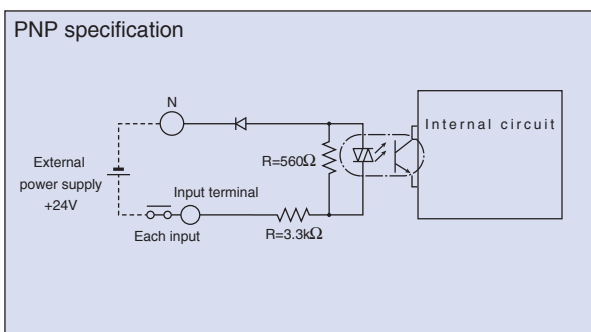 PNP specification
N
Internal circuit
R=560Ω
External
power supply
+24V
Input terminal
Each input
R=3.3kΩ